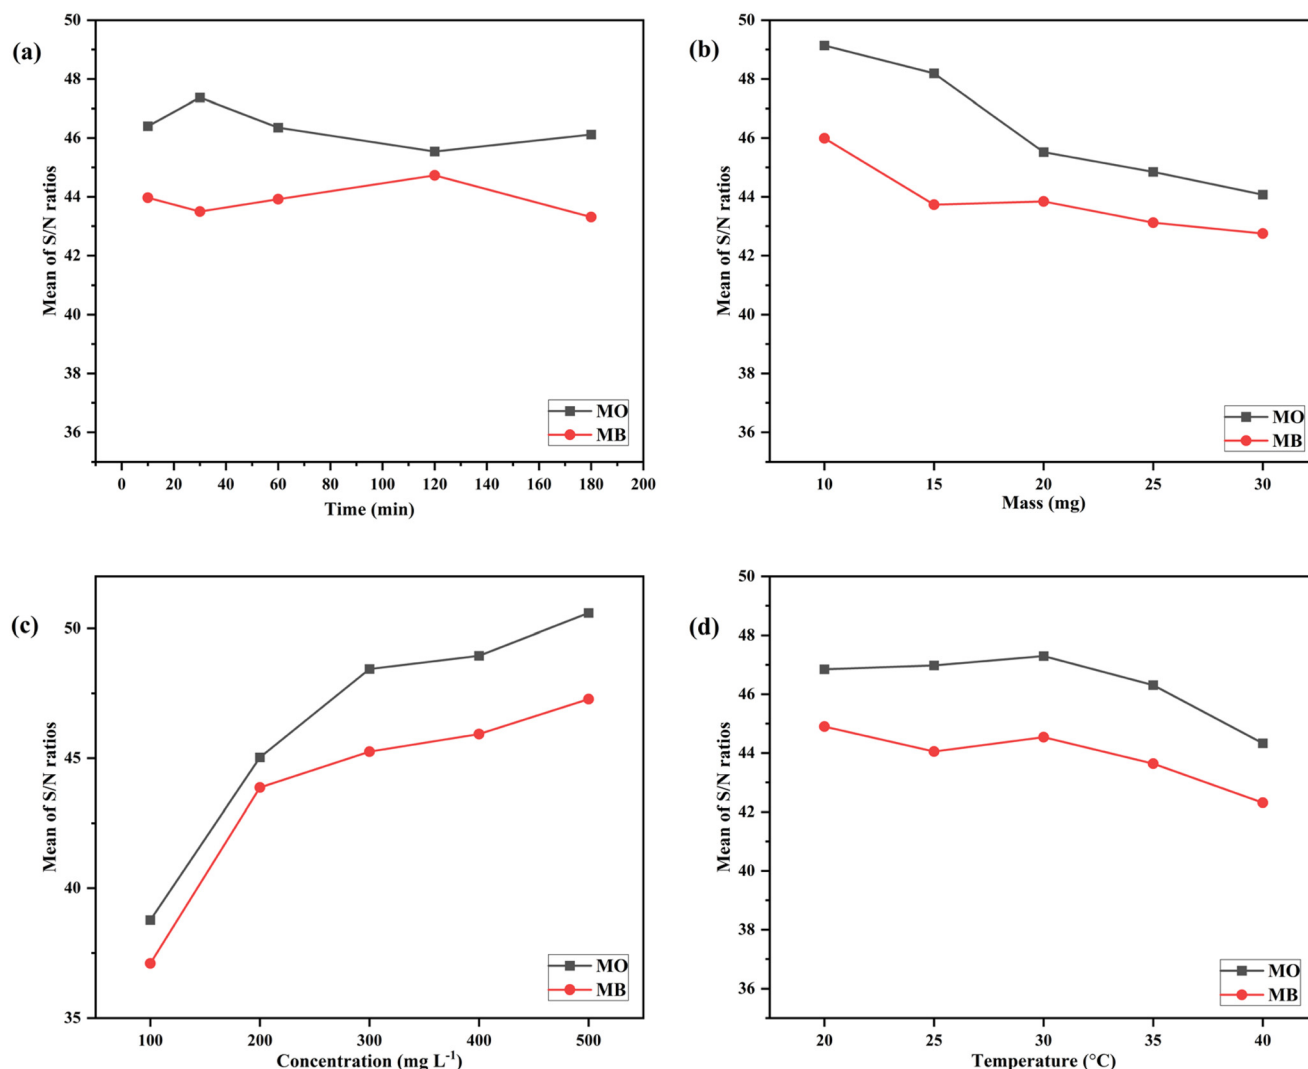 (a)
50
48
46
44
42
40
38
36
Mean of S/N ratios
MO
MB
0 20 40 60 80 100 120 140 160 180 200
Time (min)
(b)
50
48
46
44
42
40
38
36
Mean of S/N ratios
MO
MB
10 15 20 25 30
Mass (mg)
(c)
50
45
40
35
Mean of S/N ratios
MO
MB
100 200 300 400 500
Concentration (mg L⁻¹)
(d)
50
48
46
44
42
40
38
36
Mean of S/N ratios
MO
MB
20 25 30 35 40
Temperature (°C)